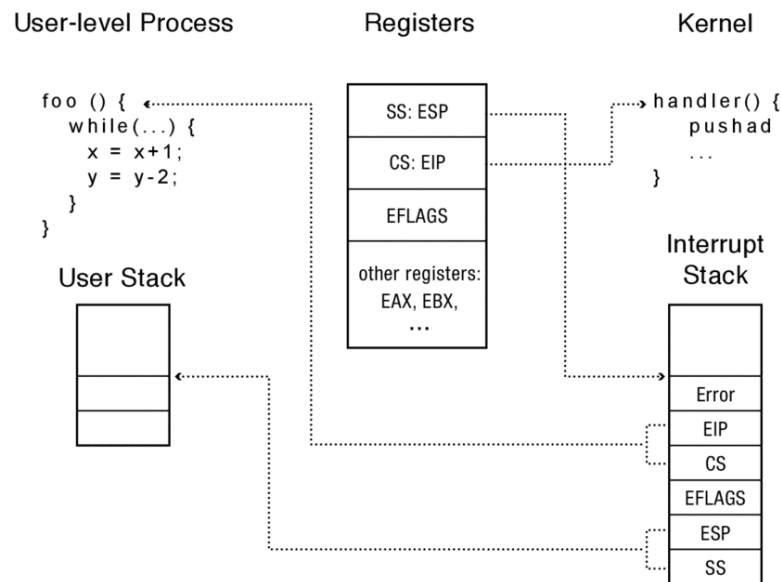 User-level Process
Registers
Kernel
foo () {
while(...) {
x = x+1;
y = y-2;
}
}
SS: ESP
CS: EIP
EFLAGS
other registers:
EAX, EBX,
...
handler() {
pushad
...
}
User Stack
Interrupt
Stack
Error
EIP
CS
EFLAGS
ESP
SS